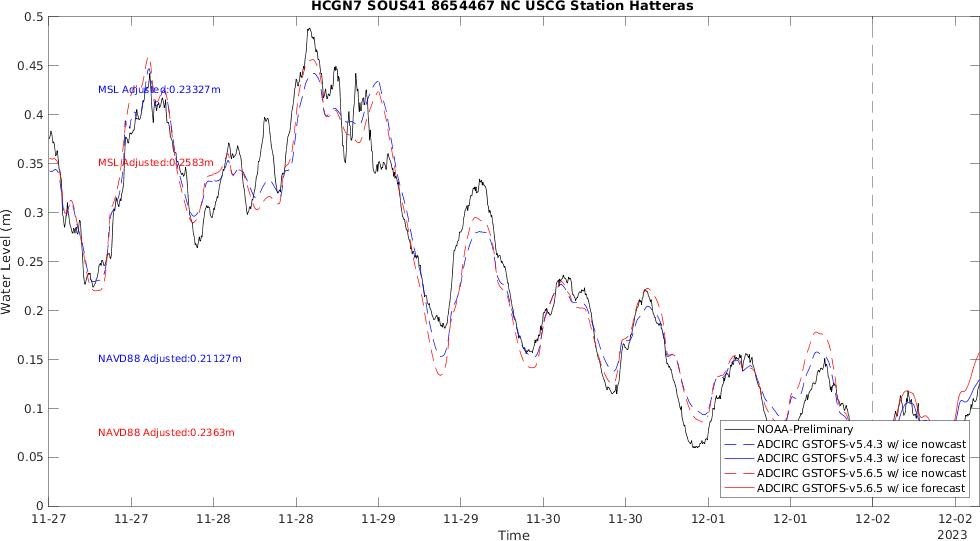 HCGN7 SOUS41 8654467 NC USCG Station Hatteras
0.5
0.45
MSL Adjusted:0.23327m
0.4
0.35
MSL Adjusted:0.2583m
0.3
0.25
Water Level (m)
0.2
0.15
NAVD88 Adjusted:0.21127m
0.1
NAVD88 Adjusted:0.2363m
0.05
0
NOAA-Preliminary
ADCIRC GSTOFS-v5.4.3 w/ ice nowcast
ADCIRC GSTOFS-v5.4.3 w/ ice forecast
ADCIRC GSTOFS-v5.6.5 w/ ice nowcast
ADCIRC GSTOFS-v5.6.5 w/ ice forecast
11-27 11-27 11-28 11-28 11-29 11-29 11-30 11-30 12-01 12-01 12-02 12-02
Time
2023